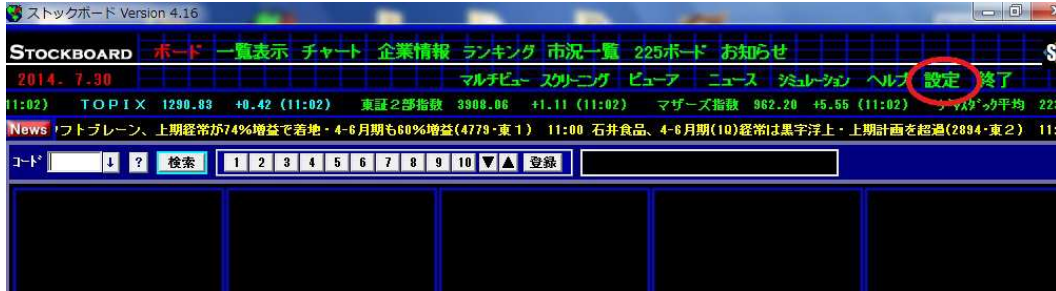 ストックボード Version 4.16
STOCKBOARD ボード 一覧表示 チャート 企業情報 ランキング 市況一覧 225ボード お知らせ S
2014. 7.30 マルチビュー スクリーニング ビューア ニュース シミュレーション ヘルプ 設定 終了
11:02) TOPIX 1290.83 +0.42 (11:02) 東証2部指数 3908.06 +1.11 (11:02) マザーズ指数 962.20 +5.55 (11:02) 平均 22
News フトブレーン、上期経常が74%増益で着地・4-6月期も60%増益(4779・東1) 11:00 石井食品、4-6月期(1Q)経常は黒字浮上・上期計画を超過(2894・東2) 11:
コード ↓ ? 検索 1 2 3 4 5 6 7 8 9 10 ▼ ▲ 登録